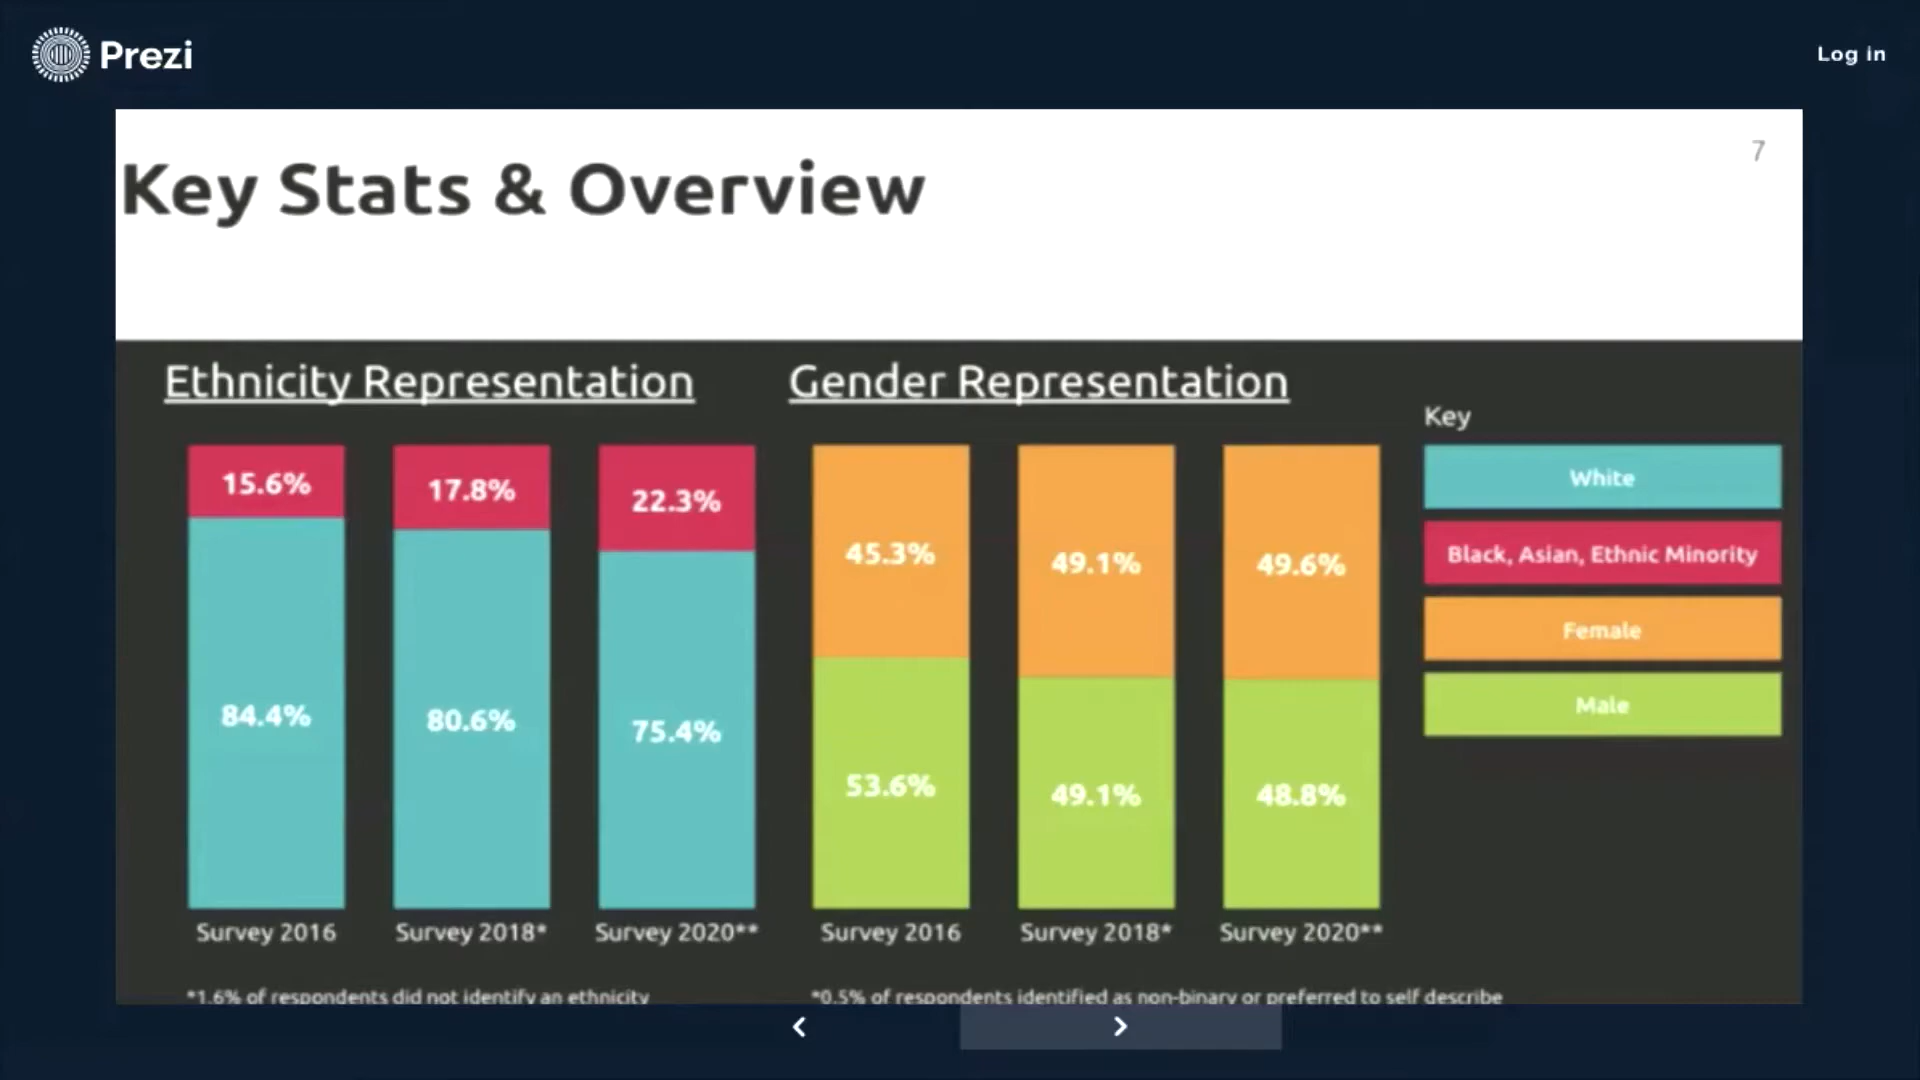 Prezi
Log in
7
Key Stats & Overview
Ethnicity Representation
Gender Representation
Key
White
Black, Asian, Ethnic Minority
Female
Male
15.6%
17.8%
22.3%
84.4%
80.6%
75.4%
45.3%
49.1%
49.6%
53.6%
49.1%
48.8%
Survey 2016
Survey 2018*
Survey 2020**
Survey 2016
Survey 2018*
Survey 2020**
*1.6% of respondents did not identify an ethnicity
*0.5% of respondents identified as non-binary or preferred to self describe